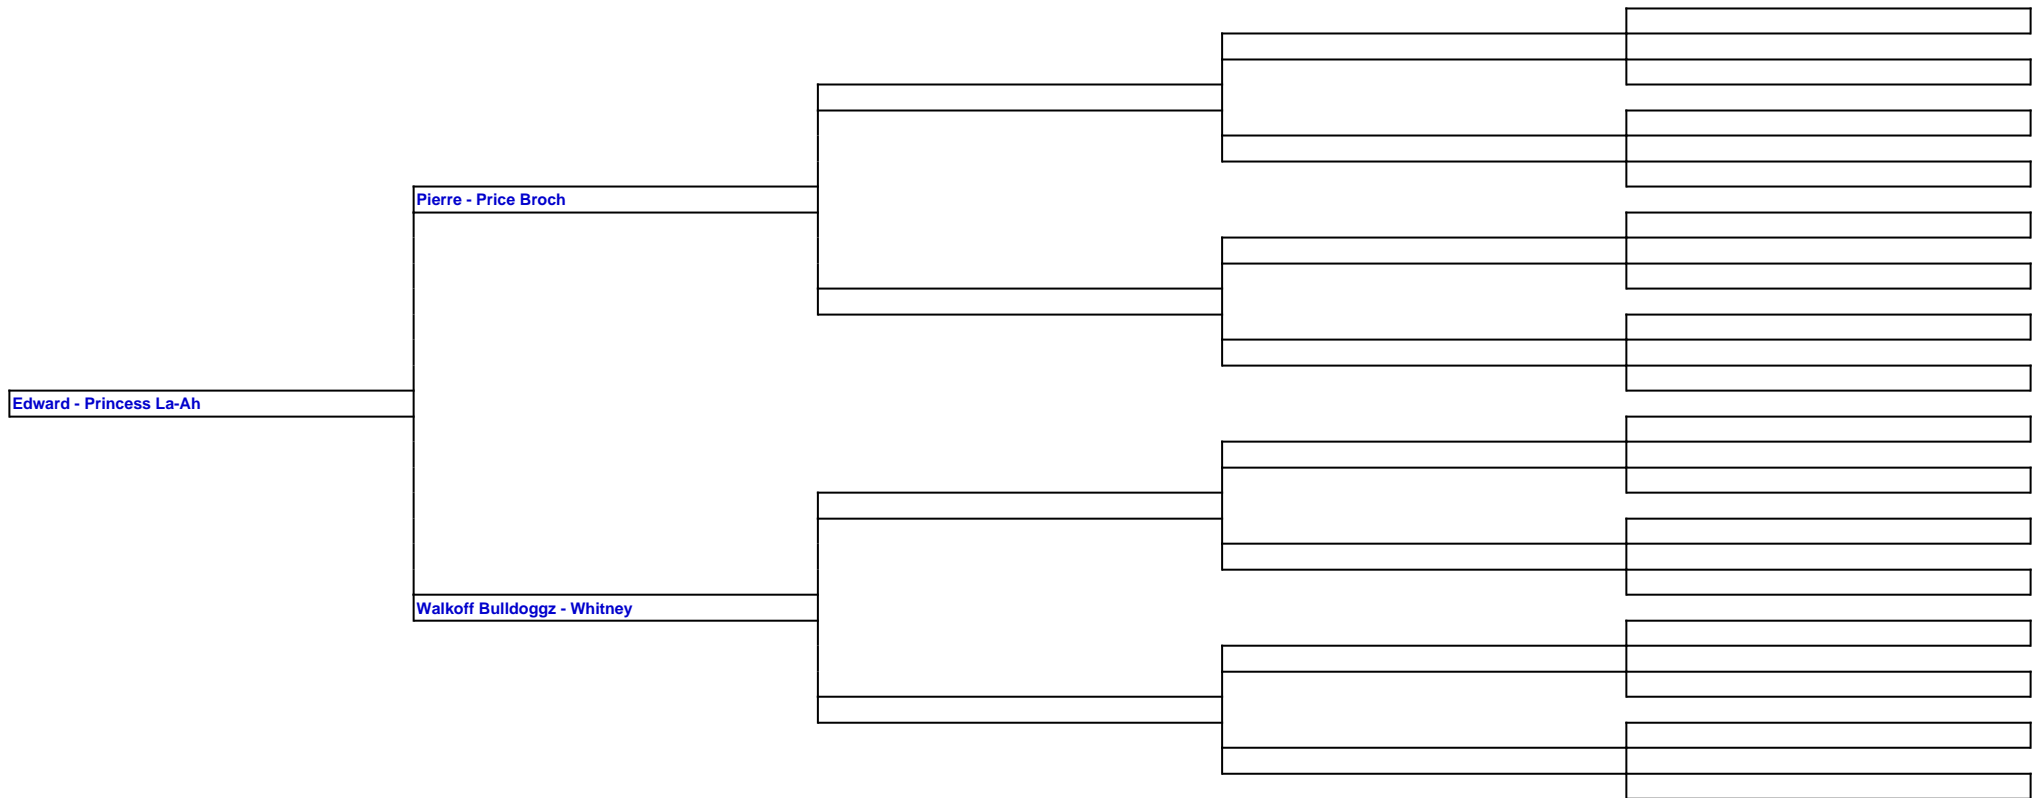 Pierre - Price Broch
Edward - Princess La-Ah
Walkoff Bulldoggz - Whitney